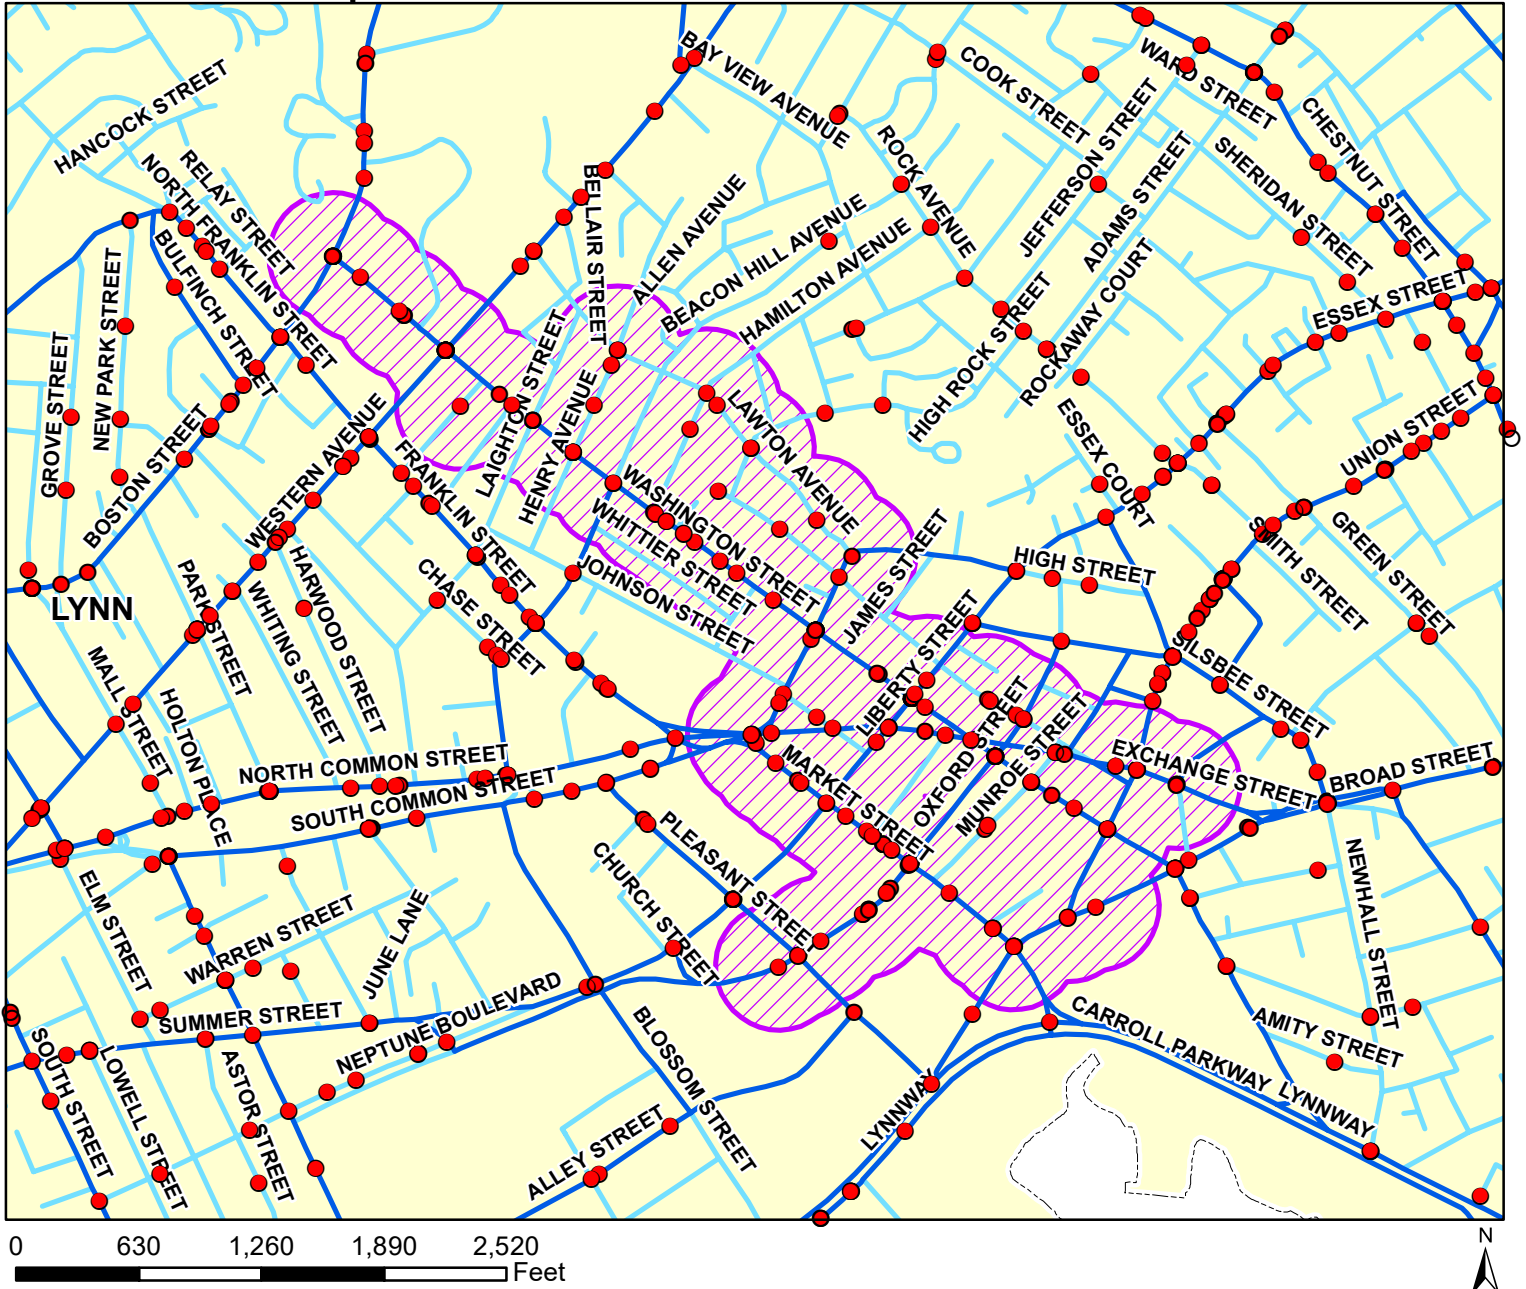 BAY VIEW AVENUE
COOK STREET
WARD STREET
HANCOCK STREET
CHESTNUT STREET
ROCK AVENUE
JEFFERSON STREET
ADAMS STREET
SHERIDAN STREET
RELAY STREET
NORTH FRANKLIN STREET
BELLAIR STREET
ALLEN AVENUE
BEACON HILL AVENUE
HAMILTON AVENUE
BULFINCH STREET
NEW PARK STREET
GROVE STREET
HIGH ROCK STREET
ROCKAWAY COURT
ESSEX STREET
LAIGHTON STREET
HENRY AVENUE
LAWTON AVENUE
ESSEX COURT
UNION STREET
BOSTON STREET
WESTERN AVENUE
FRANKLIN STREET
WASHINGTON STREET
WHITTIER STREET
JOHNSON STREET
JAMES STREET
HIGH STREET
SMITH STREET
GREEN STREET
LYNN
PARK STREET
WHITING STREET
HARWOOD STREET
CHASE STREET
LIBERTY STREET
SILSBEE STREET
MALL STREET
HOLTON PLACE
NORTH COMMON STREET
SOUTH COMMON STREET
MARKET STREET
OXFORD STREET
MUNROE STREET
EXCHANGE STREET
BROAD STREET
PLEASANT STREET
CHURCH STREET
NEWHALL STREET
ELM STREET
WARREN STREET
JUNE LANE
SUMMER STREET
NEPTUNE BOULEVARD
BLOSSOM STREET
CARROLL PARKWAY
LYNNWAY
AMITY STREET
SOUTH STREET
LOWELL STREET
ASTOR STREET
ALLEY STREET
LYNNWAY
0 630 1,260 1,890 2,520
Feet
N